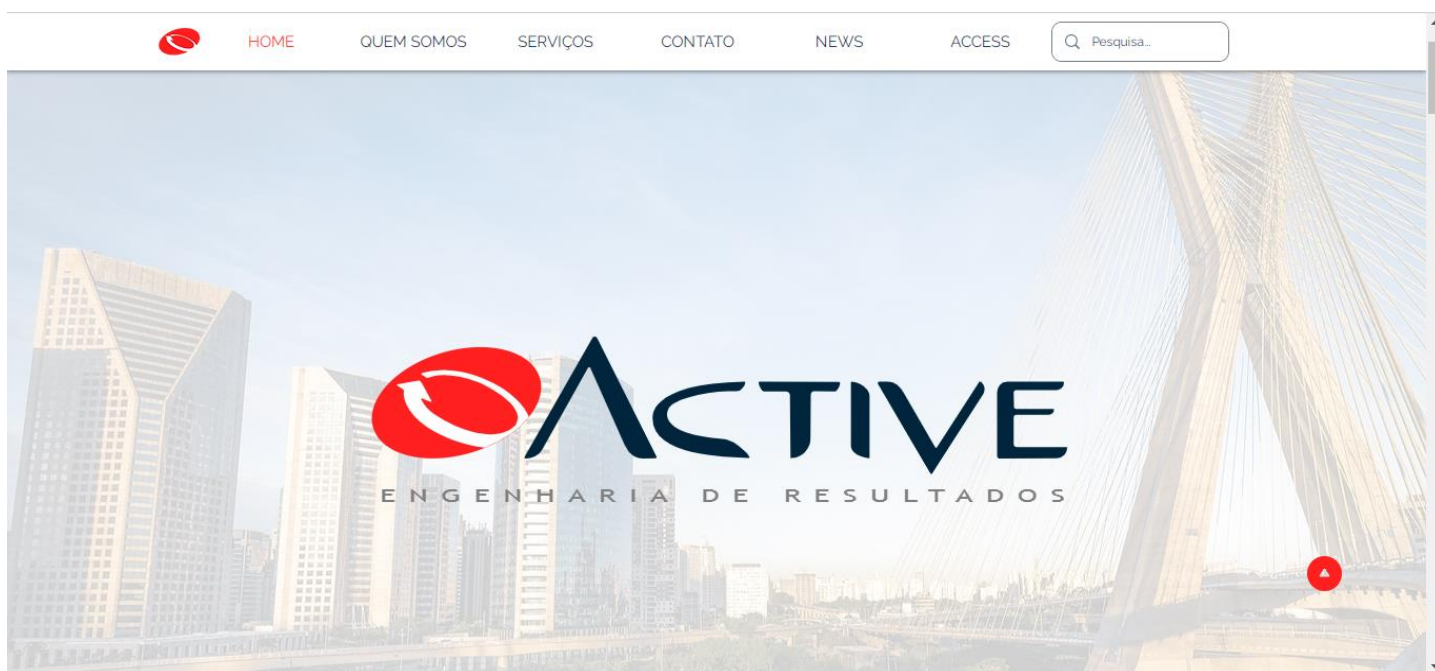 HOME QUEM SOMOS SERVIÇOS CONTATO NEWS ACCESS Pesquisa...
ACTIVE
ENGENHARIA DE RESULTADOS